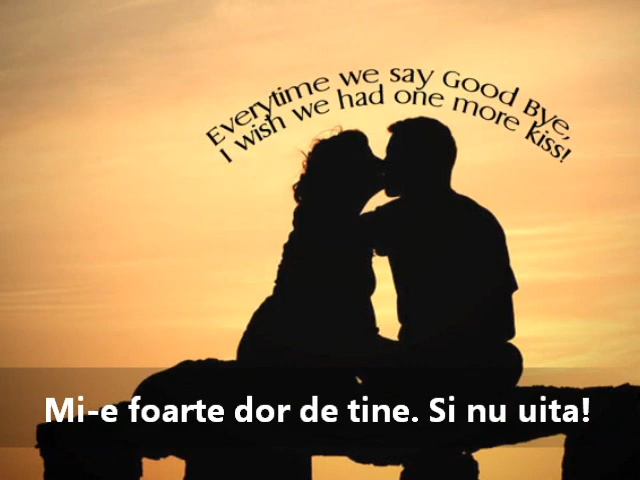 Everytime we say Good Bye,
I wish we had one more kiss!
Mi-e foarte dor de tine. Si nu uita!